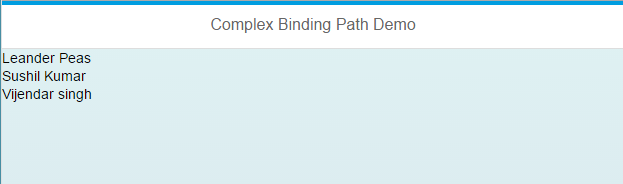 Complex Binding Path Demo
Leander Peas
Sushil Kumar
Vijendar singh